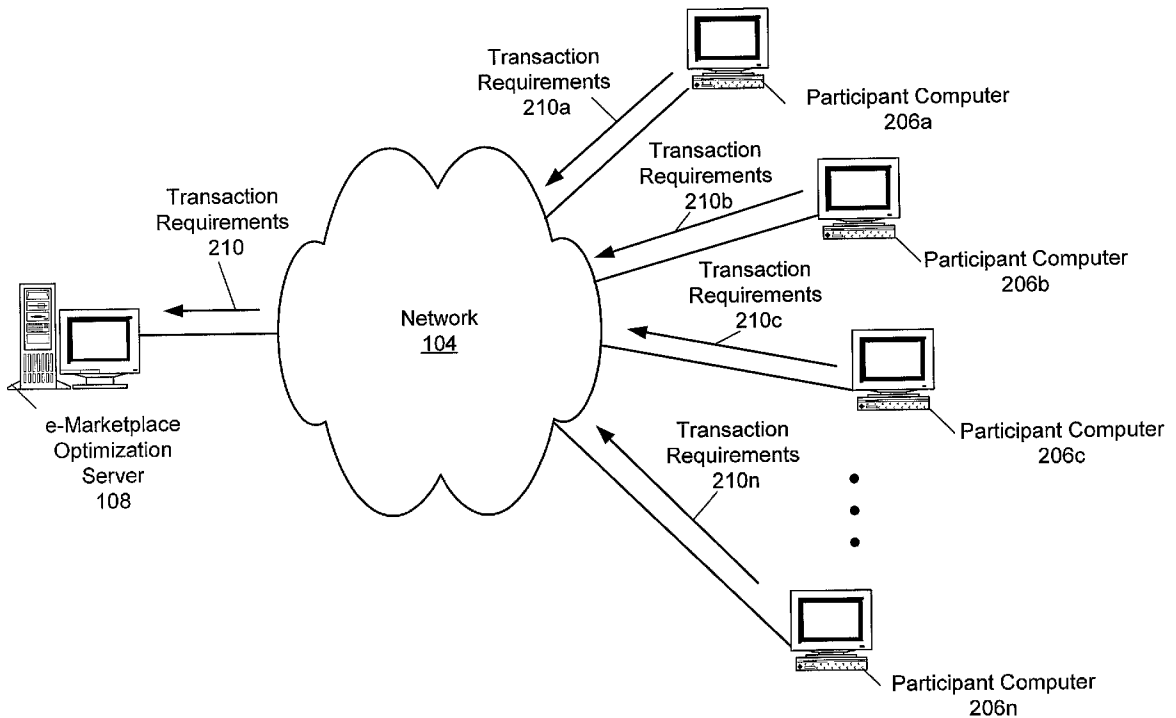 Transaction
Requirements
210a
Participant Computer
206a
Transaction
Requirements
210b
Participant Computer
206b
Transaction
Requirements
210
Transaction
Requirements
210c
Network
104
e-Marketplace
Optimization
Server
108
Participant Computer
206c
Transaction
Requirements
210n
Participant Computer
206n